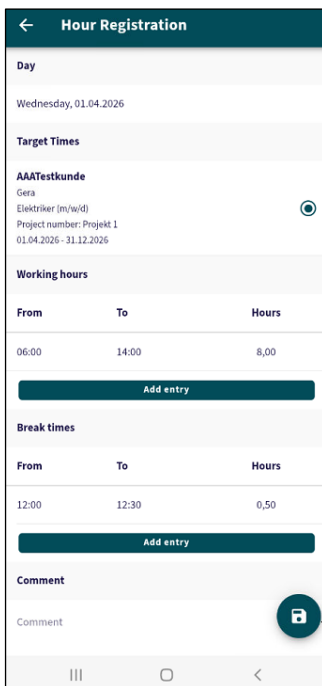 Hour Registration
Day
Wednesday, 01.04.2026
Target Times
AAATestkunde
Gera
Elektriker (m/w/d)
Project number: Projekt 1
01.04.2026 - 31.12.2026
Working hours
From To Hours
06:00 14:00 8,00
Add entry
Break times
From To Hours
12:00 12:30 0,50
Add entry
Comment
Comment